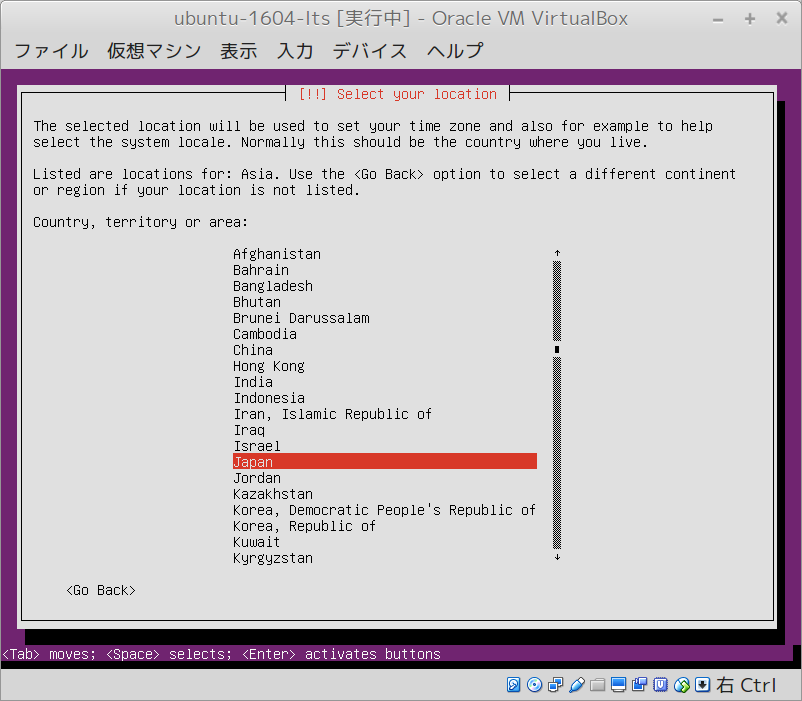 ubuntu-1604-lts [実行中] - Oracle VM VirtualBox
ファイル 仮想マシン 表示 入力 デバイス ヘルプ
[!!] Select your location
The selected location will be used to set your time zone and also for example to help
select the system locale. Normally this should be the country where you live.
Listed are locations for: Asia. Use the <Go Back> option to select a different continent
or region if your location is not listed.
Country, territory or area:
Afghanistan
Bahrain
Bangladesh
Bhutan
Brunei Darussalam
Cambodia
China
Hong Kong
India
Indonesia
Iran, Islamic Republic of
Iraq
Israel
Japan
Jordan
Kazakhstan
Korea, Democratic People's Republic of
Korea, Republic of
Kuwait
Kyrgyzstan
<Go Back>
<Tab> moves; <Space> selects; <Enter> activates buttons
右 Ctrl